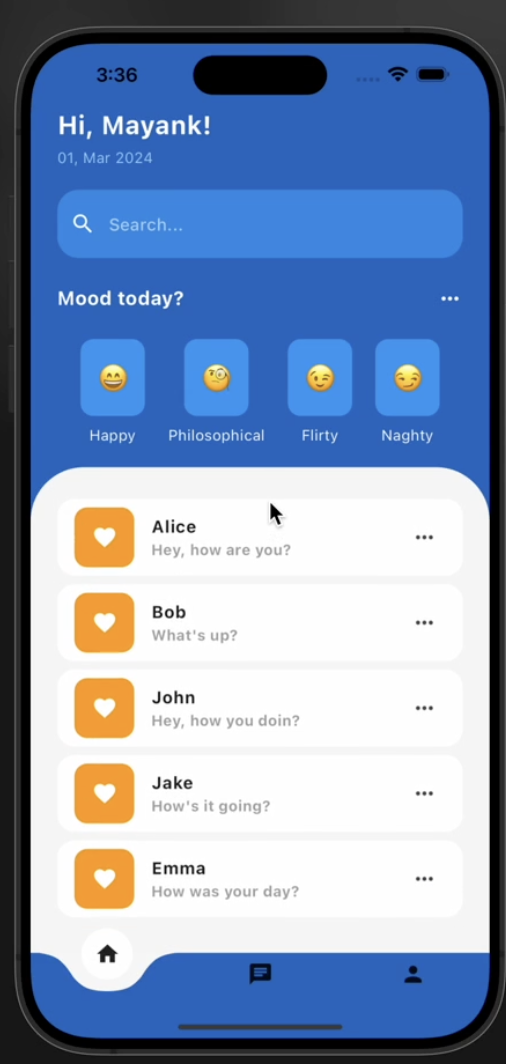 3:36
Hi, Mayank!
01, Mar 2024
Search...
Mood today?
Happy Philosophical Flirty Naghty
Alice
Hey, how are you?
Bob
What's up?
John
Hey, how you doin?
Jake
How's it going?
Emma
How was your day?